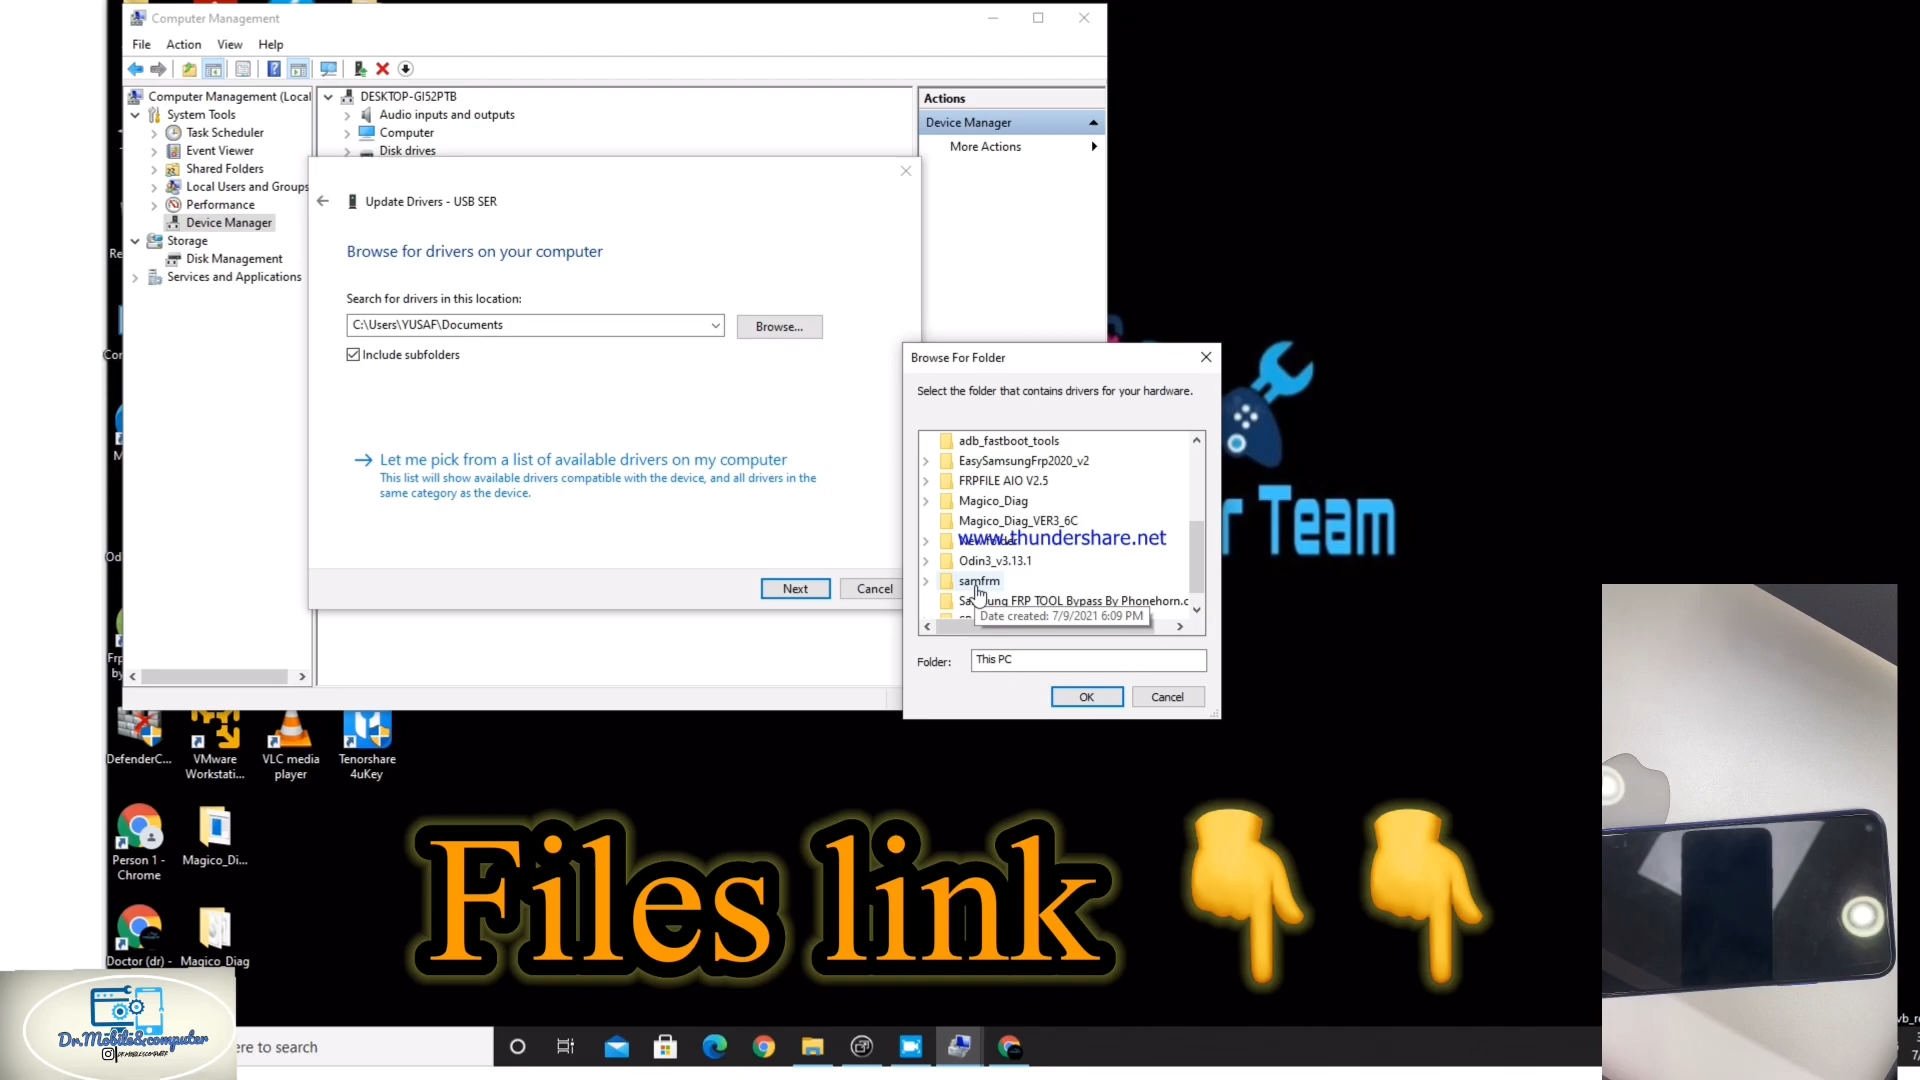 Computer Management
File Action View Help
Computer Management (Local
System Tools
Task Scheduler
Event Viewer
Shared Folders
Local Users and Groups
Performance
Device Manager
Storage
Disk Management
Services and Applications
DESKTOP-GI52PTB
Audio inputs and outputs
Computer
Disk drives
Actions
Device Manager
More Actions
Update Drivers - USB SER
Browse for drivers on your computer
Search for drivers in this location:
C:\Users\YUSAF\Documents
Browse...
Include subfolders
Let me pick from a list of available drivers on my computer
This list will show available drivers compatible with the device, and all drivers in the
same category as the device.
Next
Cancel
Browse For Folder
Select the folder that contains drivers for your hardware.
adb_fastboot_tools
EasySamsungFrp2020_v2
FRPFILE AIO V2.5
Magico_Diag
Magico_Diag_VER3_6C
www.thundershare.net
Odin3_v3.13.1
samfrm
FRP TOOL Bypass By Phonehorn.c
Date created: 7/9/2021 6:09 PM
Folder:
This PC
OK
Cancel
r Team
DefenderC...
VMware
Workstati...
VLC media
player
Tenorshare
4uKey
Person 1 -
Chrome
Magico_Di...
Doctor (dr) -
Magico_Diag
Files link
Dr.Mobile&computer
DR.MOBILE&COMPUTER
ere to search